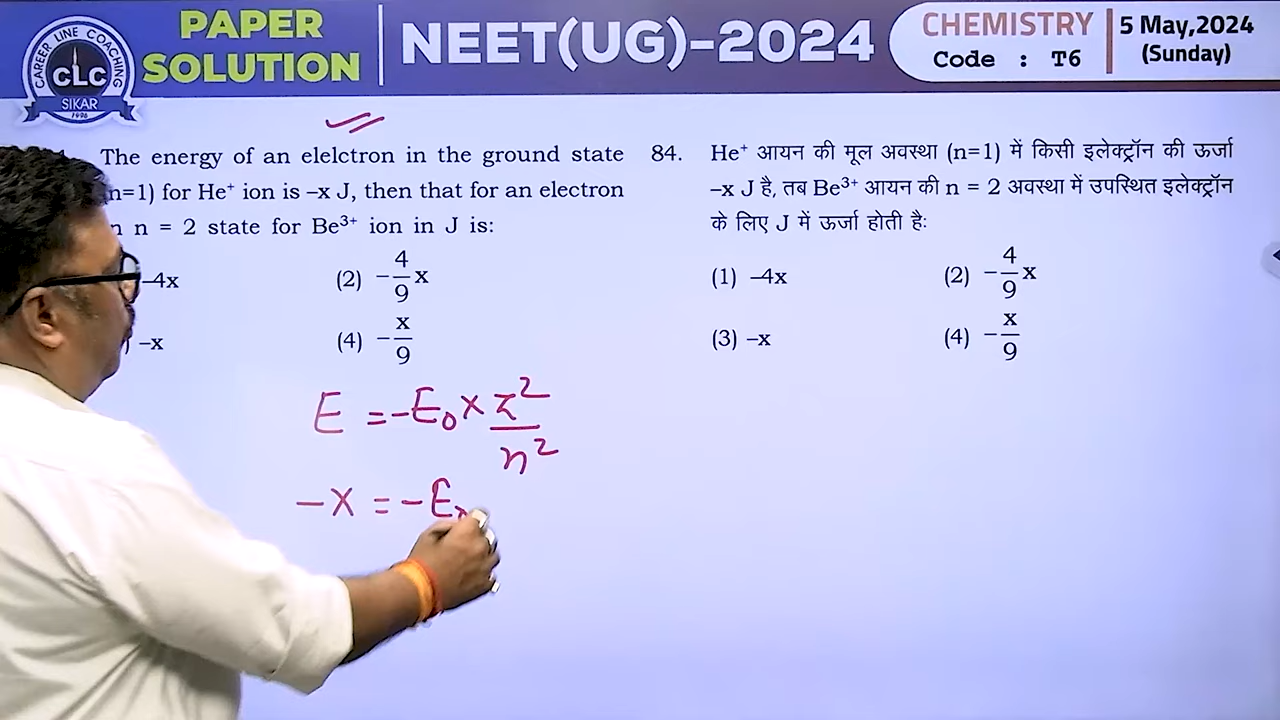 CAREER LINE COACHING
CLC
SIKAR
1996
PAPER
SOLUTION
NEET(UG)-2024
CHEMISTRY
Code : T6
5 May,2024
(Sunday)
The energy of an elelctron in the ground state
n=1) for He⁺ ion is –x J, then that for an electron
n = 2 state for Be³⁺ ion in J is:
–4x
(2) −4/9 x
–x
(4) −x/9
84. He⁺ आयन की मूल अवस्था (n=1) में किसी इलेक्ट्रॉन की ऊर्जा
–x J है, तब Be³⁺ आयन की n = 2 अवस्था में उपस्थित इलेक्ट्रॉन
के लिए J में ऊर्जा होती है:
(1) –4x
(2) −4/9 x
(3) –x
(4) −x/9
E = -E₀ × z²/n²
-x = -E